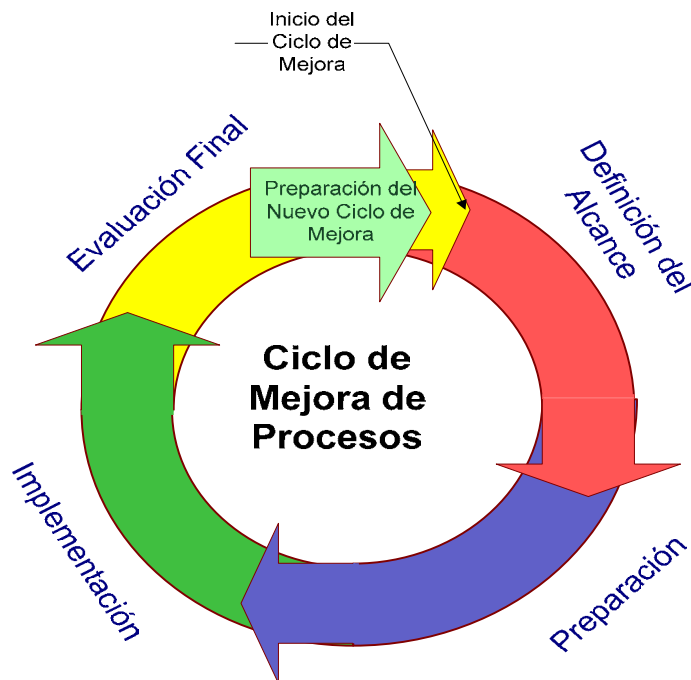 Inicio del
Ciclo de
Mejora
Definición del
Alcance
Evaluación Final
Preparación del
Nuevo Ciclo de
Mejora
Ciclo de
Mejora de
Procesos
Implementación
Preparación